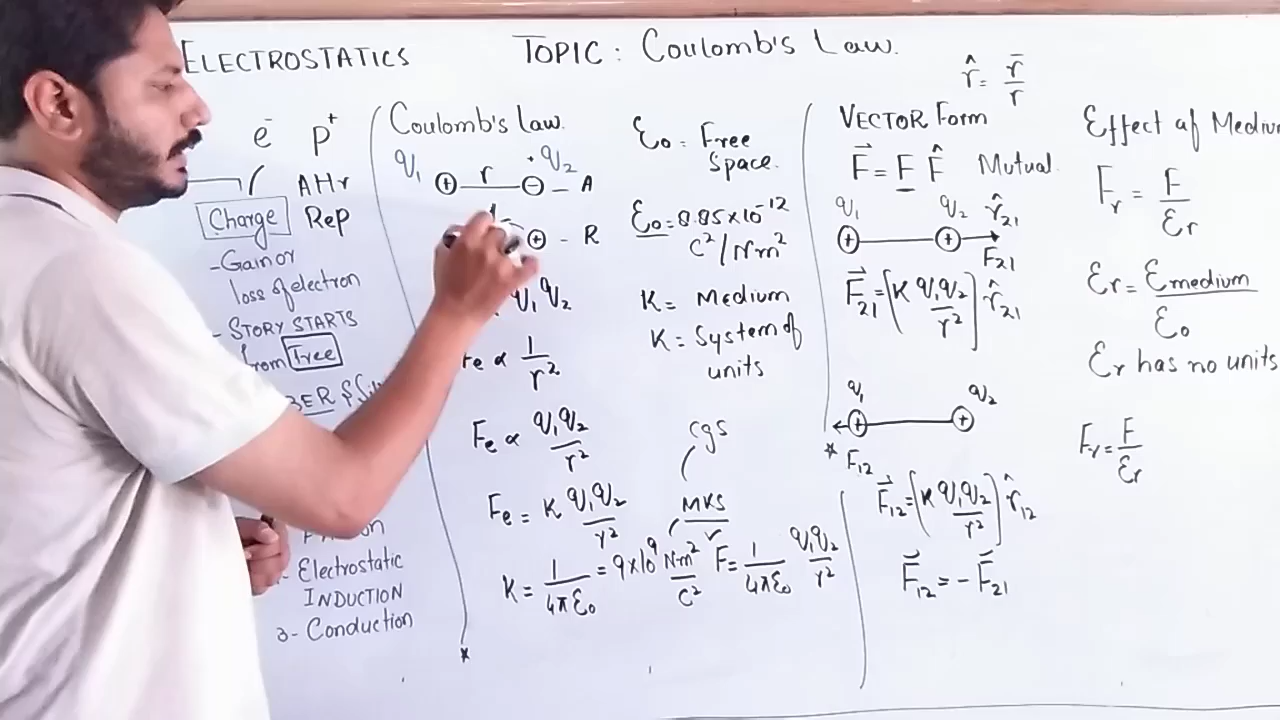 ELECTROSTATICS
TOPIC : Coulomb's Law.
r̂ = r̄/r
e⁻ p⁺
AHr
Charge Rep
- Gain or
loss of electron
- STORY STARTS
from Tree
- Electrostatic
INDUCTION
3- Conduction
Coulomb's law.
q₁ r q₂
⊕ ⊖ - A
⊕ - R
q₁q₂
Fe ∝ 1/r²
Fe ∝ q₁q₂/r²
Fe = K q₁q₂/r²
K = 1/4πε₀ = 9×10⁹ N·m²/C²
ε₀ = Free
Space.
ε₀ = 8.85×10⁻¹² C²/Nm²
K = Medium
K = System of
units
cgs
MKS
F = 1/4πε₀ q₁q₂/r²
VECTOR Form
F⃗ = F F̂ Mutual
q₁ q₂ r̂₂₁
⊕ ⊕
F₂₁
F⃗₂₁ = [K q₁q₂/r²] r̂₂₁
q₁ q₂
⊕ ⊕
* F₁₂
F⃗₁₂ = [K q₁q₂/r²] r̂₁₂
F⃗₁₂ = - F⃗₂₁
Effect of Medium
Fᵣ = F/εᵣ
εᵣ = εmedium/ε₀
εᵣ has no units
Fᵣ = F/εᵣ